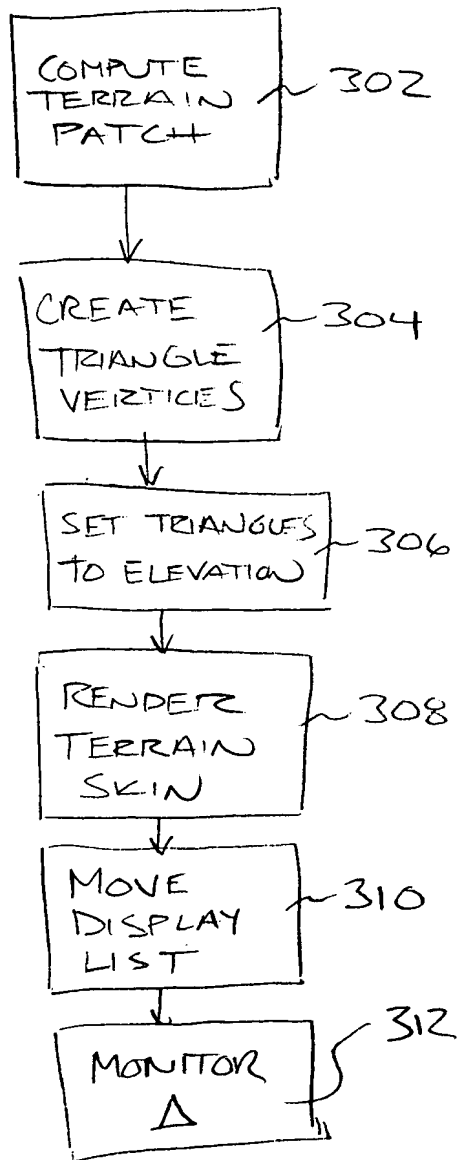 COMPUTE
TERRAIN
PATCH
302
CREATE
TRIANGLE
VERTICIES
304
SET TRIANGLES
TO ELEVATION
306
RENDER
TERRAIN
SKIN
308
MOVE
DISPLAY
LIST
310
MONITOR
Δ
312